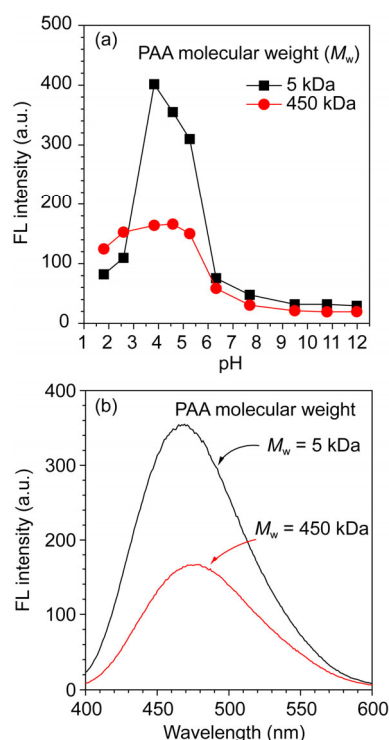 (a)
PAA molecular weight (Mw)
5 kDa
450 kDa
FL intensity (a.u.)
500
400
300
200
100
0
1 2 3 4 5 6 7 8 9 10 11 12
pH
(b)
PAA molecular weight
Mw = 5 kDa
Mw = 450 kDa
FL intensity (a.u.)
400
300
200
100
0
400 450 500 550 600
Wavelength (nm)